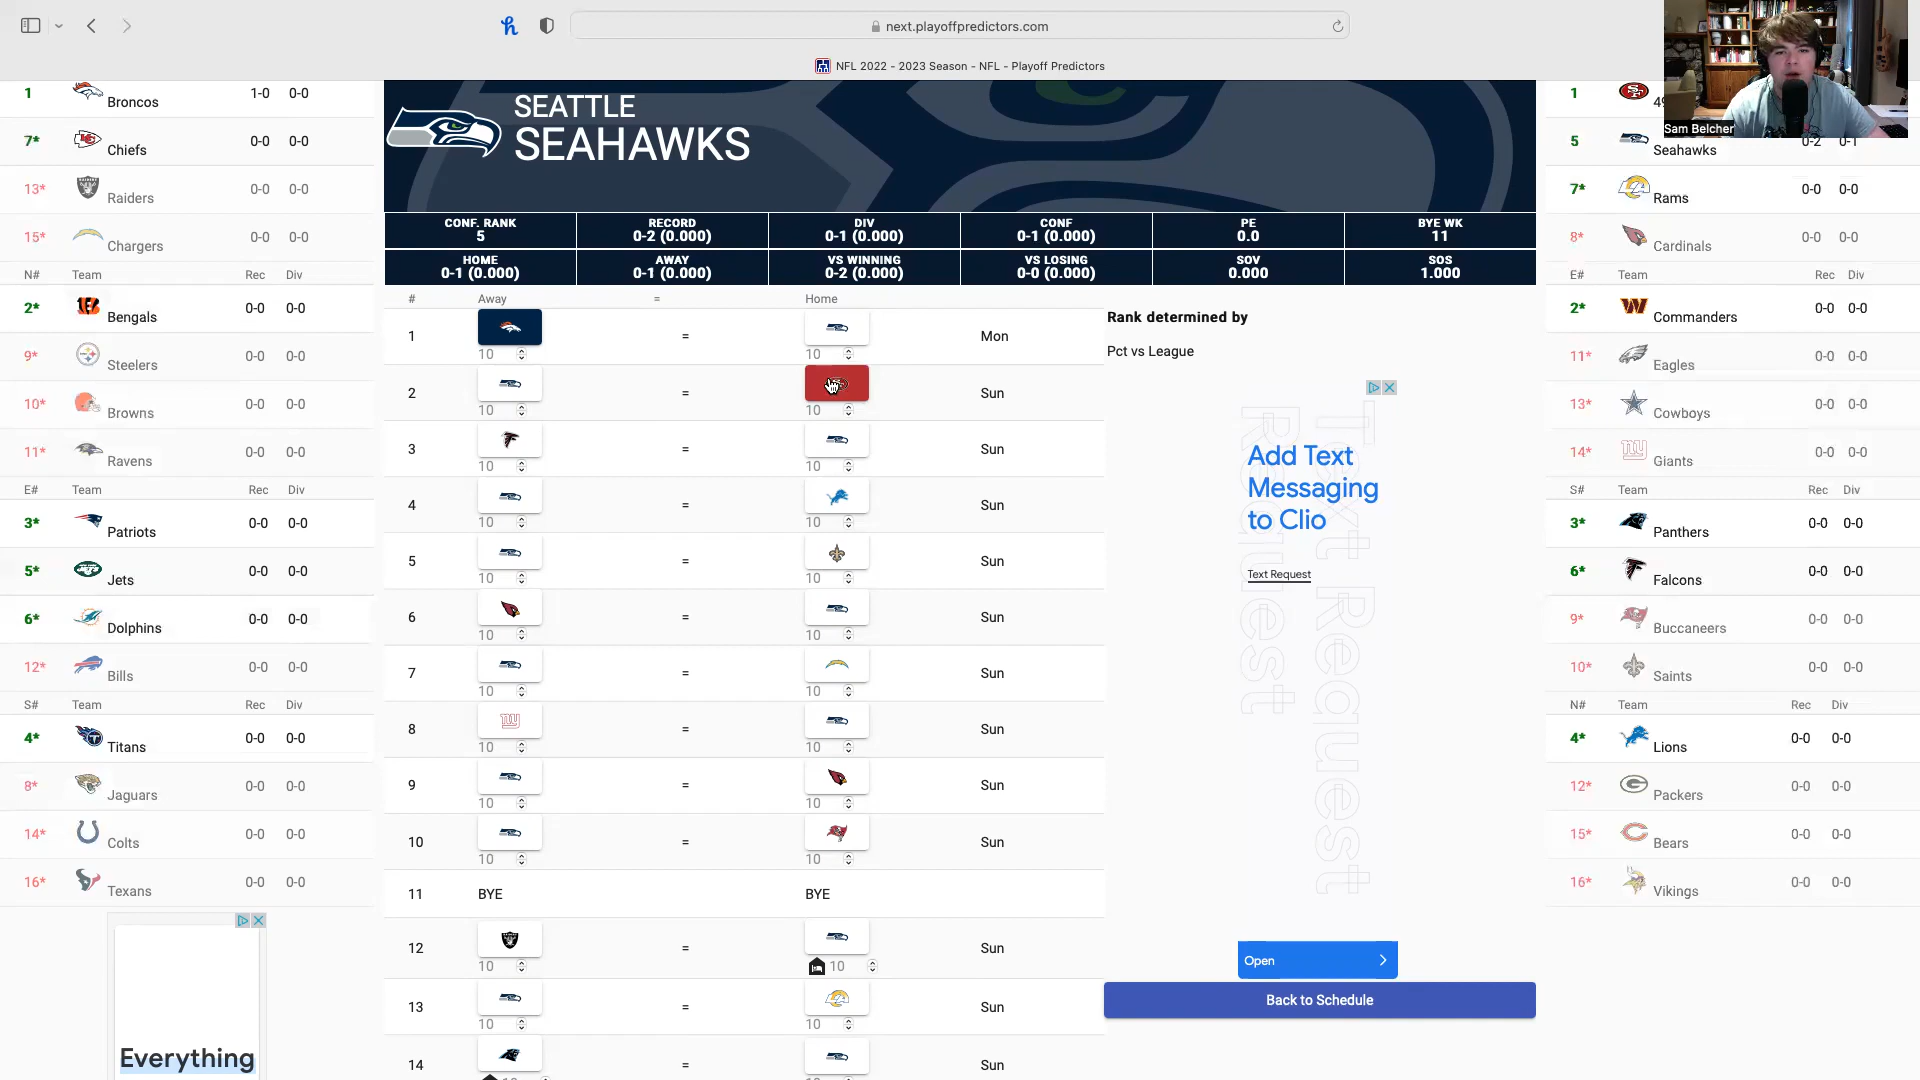 next.playoffpredictors.com
NFL 2022 - 2023 Season - NFL - Playoff Predictors
1 Broncos 1-0 0-0
7* Chiefs 0-0 0-0
13* Raiders 0-0 0-0
15* Chargers 0-0 0-0
N# Team Rec Div
2* Bengals 0-0 0-0
9* Steelers 0-0 0-0
10* Browns 0-0 0-0
11* Ravens 0-0 0-0
E# Team Rec Div
3* Patriots 0-0 0-0
5* Jets 0-0 0-0
6* Dolphins 0-0 0-0
12* Bills 0-0 0-0
S# Team Rec Div
4* Titans 0-0 0-0
8* Jaguars 0-0 0-0
14* Colts 0-0 0-0
16* Texans 0-0 0-0
Everything
SEATTLE
SEAHAWKS
CONF. RANK RECORD DIV CONF PE BYE WK
5 0-2 (0.000) 0-1 (0.000) 0-1 (0.000) 0.0 11
HOME AWAY VS WINNING VS LOSING SOV SOS
0-1 (0.000) 0-1 (0.000) 0-2 (0.000) 0-0 (0.000) 0.000 1.000
# Away = Home
1 = Mon
10 10
2 = Sun
10 10
3 = Sun
10 10
4 = Sun
10 10
5 = Sun
10 10
6 = Sun
10 10
7 = Sun
10 10
8 ny = Sun
10 10
9 = Sun
10 10
10 = Sun
10 10
11 BYE BYE
12 = Sun
10 10
13 = Sun
10 10
14 = Sun
Rank determined by
Pct vs League
Text Request
Add Text
Messaging
to Clio
Text Request
Open
Back to Schedule
Sam Belcher
1 SF
5 Seahawks 0-2 0-1
7* Rams 0-0 0-0
8* Cardinals 0-0 0-0
E# Team Rec Div
2* Commanders 0-0 0-0
11* Eagles 0-0 0-0
13* Cowboys 0-0 0-0
14* ny Giants 0-0 0-0
S# Team Rec Div
3* Panthers 0-0 0-0
6* Falcons 0-0 0-0
9* Buccaneers 0-0 0-0
10* Saints 0-0 0-0
N# Team Rec Div
4* Lions 0-0 0-0
12* Packers 0-0 0-0
15* Bears 0-0 0-0
16* Vikings 0-0 0-0